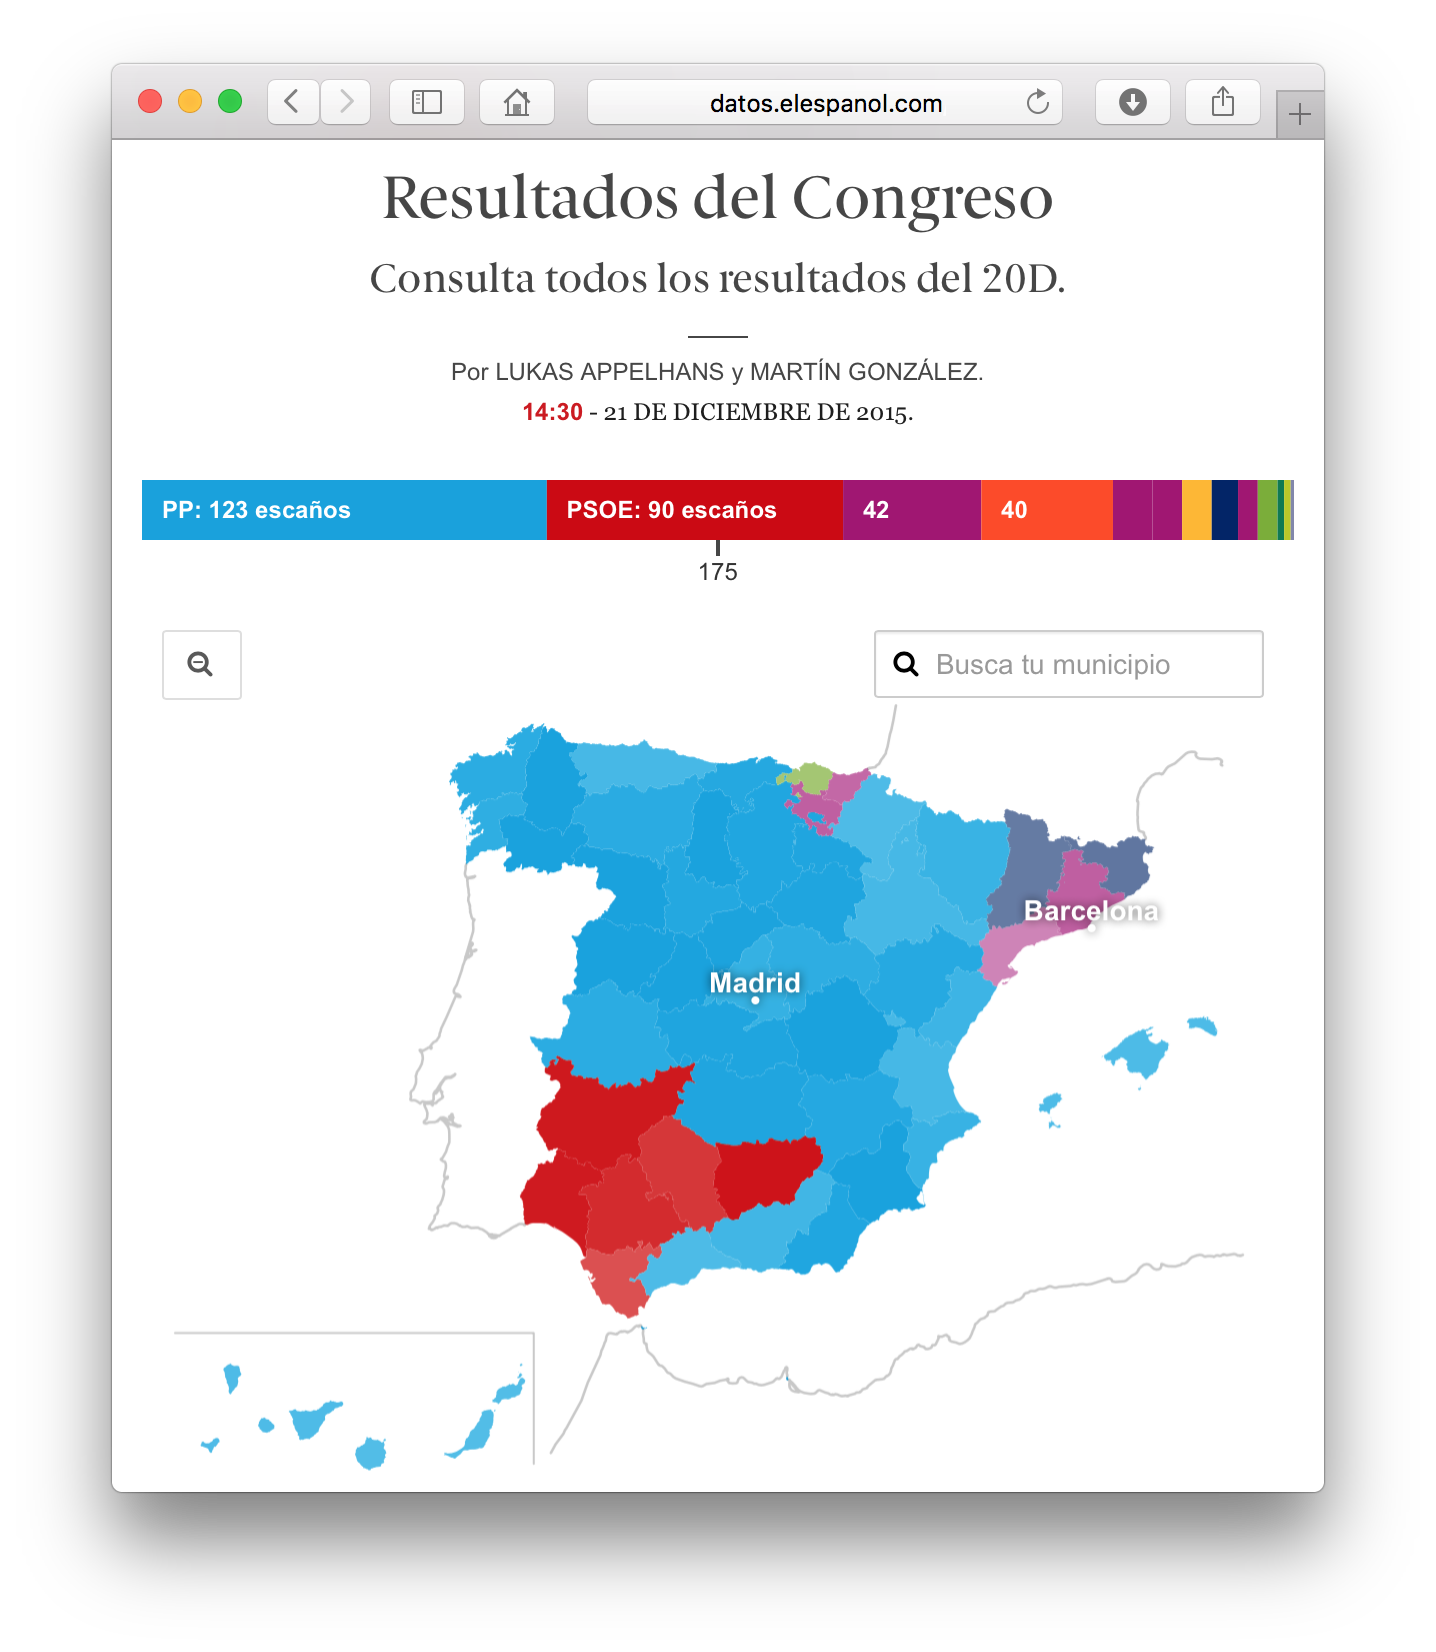 datos.elespanol.com
Resultados del Congreso
Consulta todos los resultados del 20D.
Por LUKAS APPELHANS y MARTÍN GONZÁLEZ.
14:30 - 21 DE DICIEMBRE DE 2015.
PP: 123 escaños PSOE: 90 escaños 42 40
175
Busca tu municipio
Barcelona
Madrid